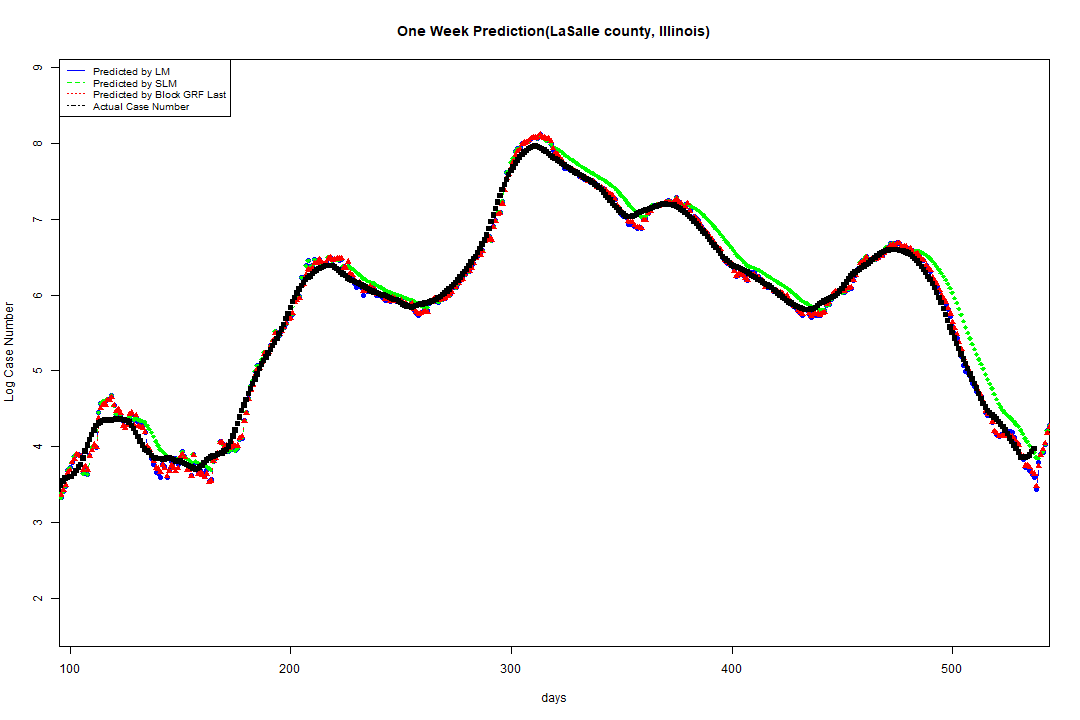 One Week Prediction(LaSalle county, Illinois)
Predicted by LM
Predicted by SLM
Predicted by Block GRF Last
Actual Case Number
9
8
7
6
5
4
3
2
Log Case Number
100 200 300 400 500
days